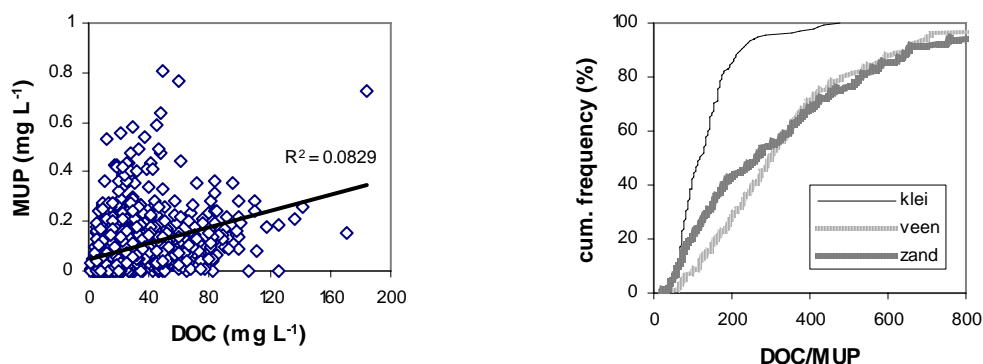 MUP (mg L⁻¹)
1
0.8
0.6
0.4
0.2
0
R² = 0.0829
0 40 80 120 160 200
DOC (mg L⁻¹)
cum. frequency (%)
100
80
60
40
20
0
klei
veen
zand
0 200 400 600 800
DOC/MUP